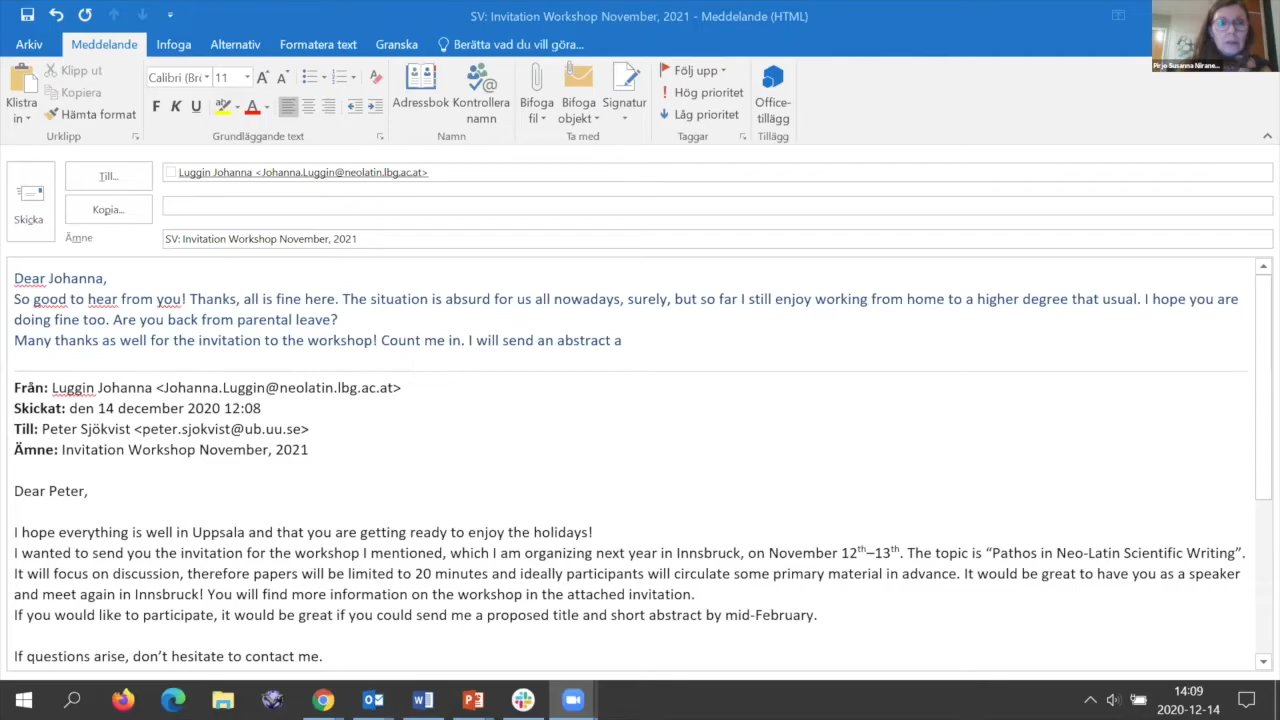 SV: Invitation Workshop November, 2021 - Meddelande (HTML)
Arkiv Meddelande Infoga Alternativ Formatera text Granska Berätta vad du vill göra...
Klistra in
Klipp ut
Kopiera
Hämta format
Urklipp
Calibri (Bro 11
F K U
Grundläggande text
Adressbok Kontrollera namn
Namn
Bifoga fil Bifoga objekt Signatur
Ta med
Följ upp
Hög prioritet
Låg prioritet
Taggar
Office-tillägg
Tillägg
Skicka
Till... Luggin Johanna <Johanna.Luggin@neolatin.lbg.ac.at>
Kopia...
Ämne SV: Invitation Workshop November, 2021
Dear Johanna,
So good to hear from you! Thanks, all is fine here. The situation is absurd for us all nowadays, surely, but so far I still enjoy working from home to a higher degree that usual. I hope you are
doing fine too. Are you back from parental leave?
Many thanks as well for the invitation to the workshop! Count me in. I will send an abstract a
Från: Luggin Johanna <Johanna.Luggin@neolatin.lbg.ac.at>
Skickat: den 14 december 2020 12:08
Till: Peter Sjökvist <peter.sjokvist@ub.uu.se>
Ämne: Invitation Workshop November, 2021
Dear Peter,
I hope everything is well in Uppsala and that you are getting ready to enjoy the holidays!
I wanted to send you the invitation for the workshop I mentioned, which I am organizing next year in Innsbruck, on November 12th–13th. The topic is “Pathos in Neo-Latin Scientific Writing”.
It will focus on discussion, therefore papers will be limited to 20 minutes and ideally participants will circulate some primary material in advance. It would be great to have you as a speaker
and meet again in Innsbruck! You will find more information on the workshop in the attached invitation.
If you would like to participate, it would be great if you could send me a proposed title and short abstract by mid-February.
If questions arise, don’t hesitate to contact me.
14:09
2020-12-14